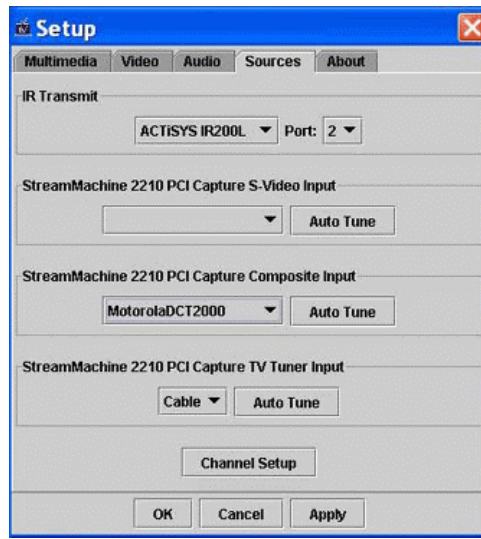 Setup
Multimedia Video Audio Sources About
IR Transmit
ACTiSYS IR200L Port: 2
StreamMachine 2210 PCI Capture S-Video Input
Auto Tune
StreamMachine 2210 PCI Capture Composite Input
MotorolaDCT2000 Auto Tune
StreamMachine 2210 PCI Capture TV Tuner Input
Cable Auto Tune
Channel Setup
OK Cancel Apply